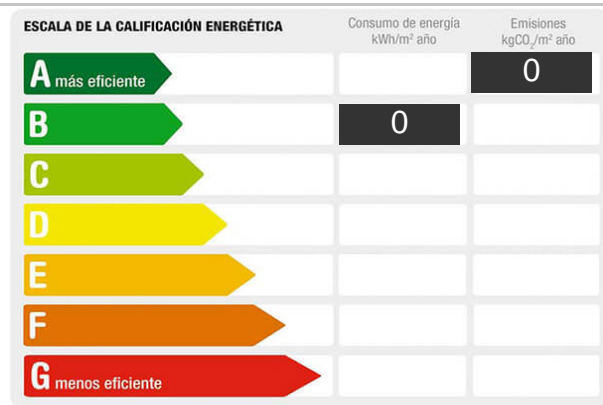 ESCALA DE LA CALIFICACIÓN ENERGÉTICA
Consumo de energía
kWh/m² año
Emisiones
kgCO₂/m² año
A más eficiente
0
B
0
C
D
E
F
G menos eficiente